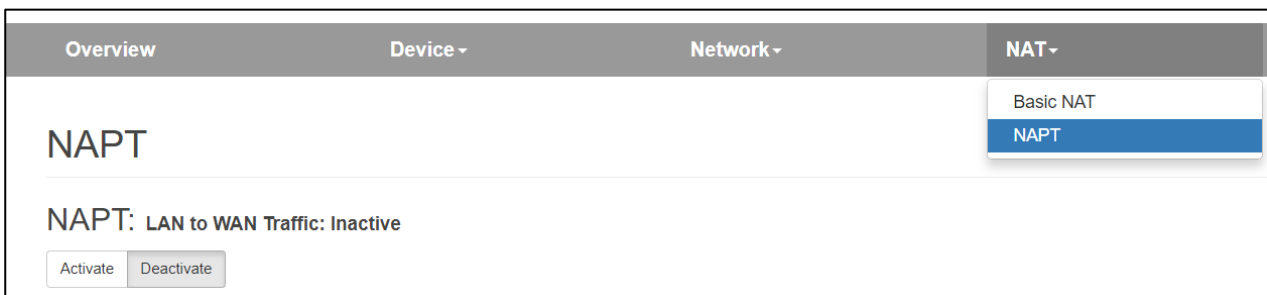 Overview Device Network NAT
Basic NAT
NAPT
NAPT
NAPT: LAN to WAN Traffic: Inactive
Activate Deactivate